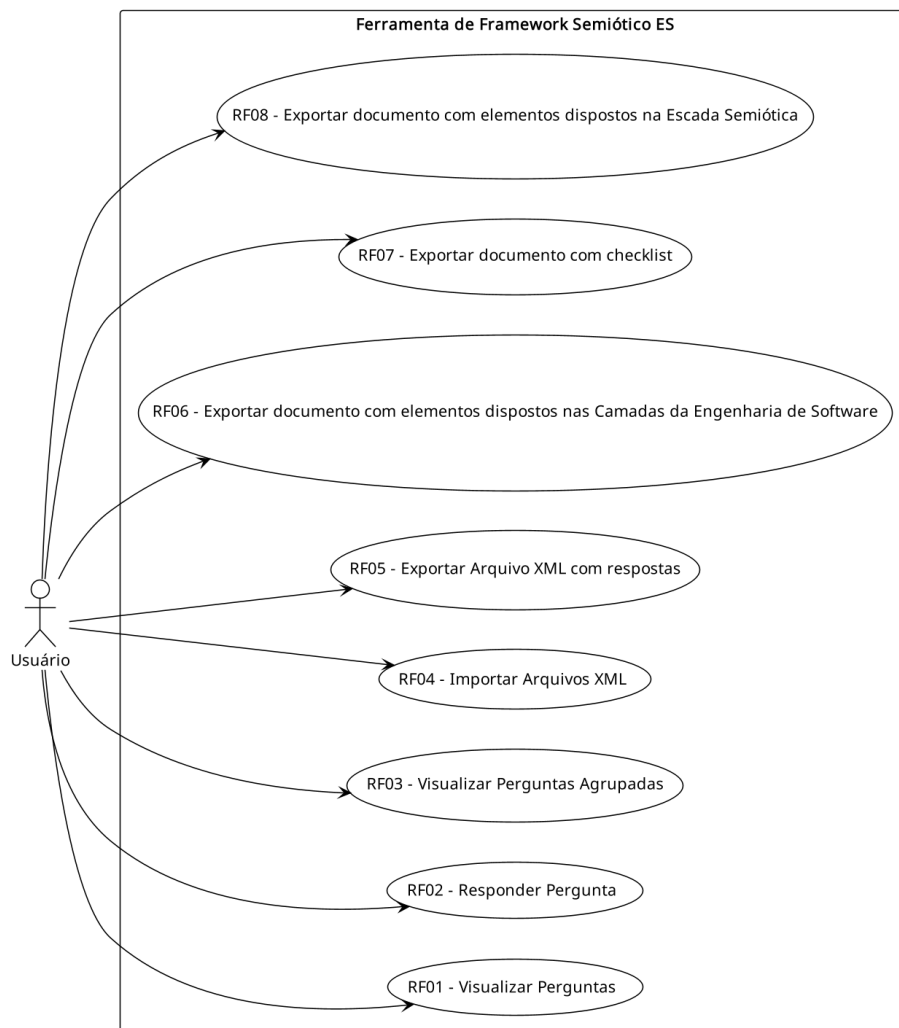 Ferramenta de Framework Semiótico ES
RF08 - Exportar documento com elementos dispostos na Escada Semiótica
RF07 - Exportar documento com checklist
RF06 - Exportar documento com elementos dispostos nas Camadas da Engenharia de Software
RF05 - Exportar Arquivo XML com respostas
Usuário
RF04 - Importar Arquivos XML
RF03 - Visualizar Perguntas Agrupadas
RF02 - Responder Pergunta
RF01 - Visualizar Perguntas